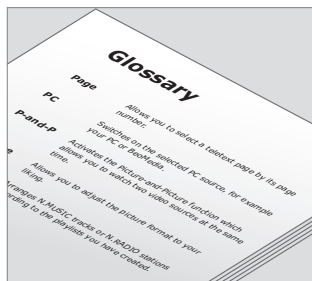 Glossary
Page
Allows you to select a teletext page by its page
number.
PC
Switches on the selected PC source, for example
your PC or BeoMedia.
P-and-P
Activates the Picture-and-Picture function which
allows you to watch two video sources at the same
time.
e
Allows you to adjust the picture format to your
liking.
Arranges N.MUSIC tracks or N.RADIO stations
according to the playlists you have created.